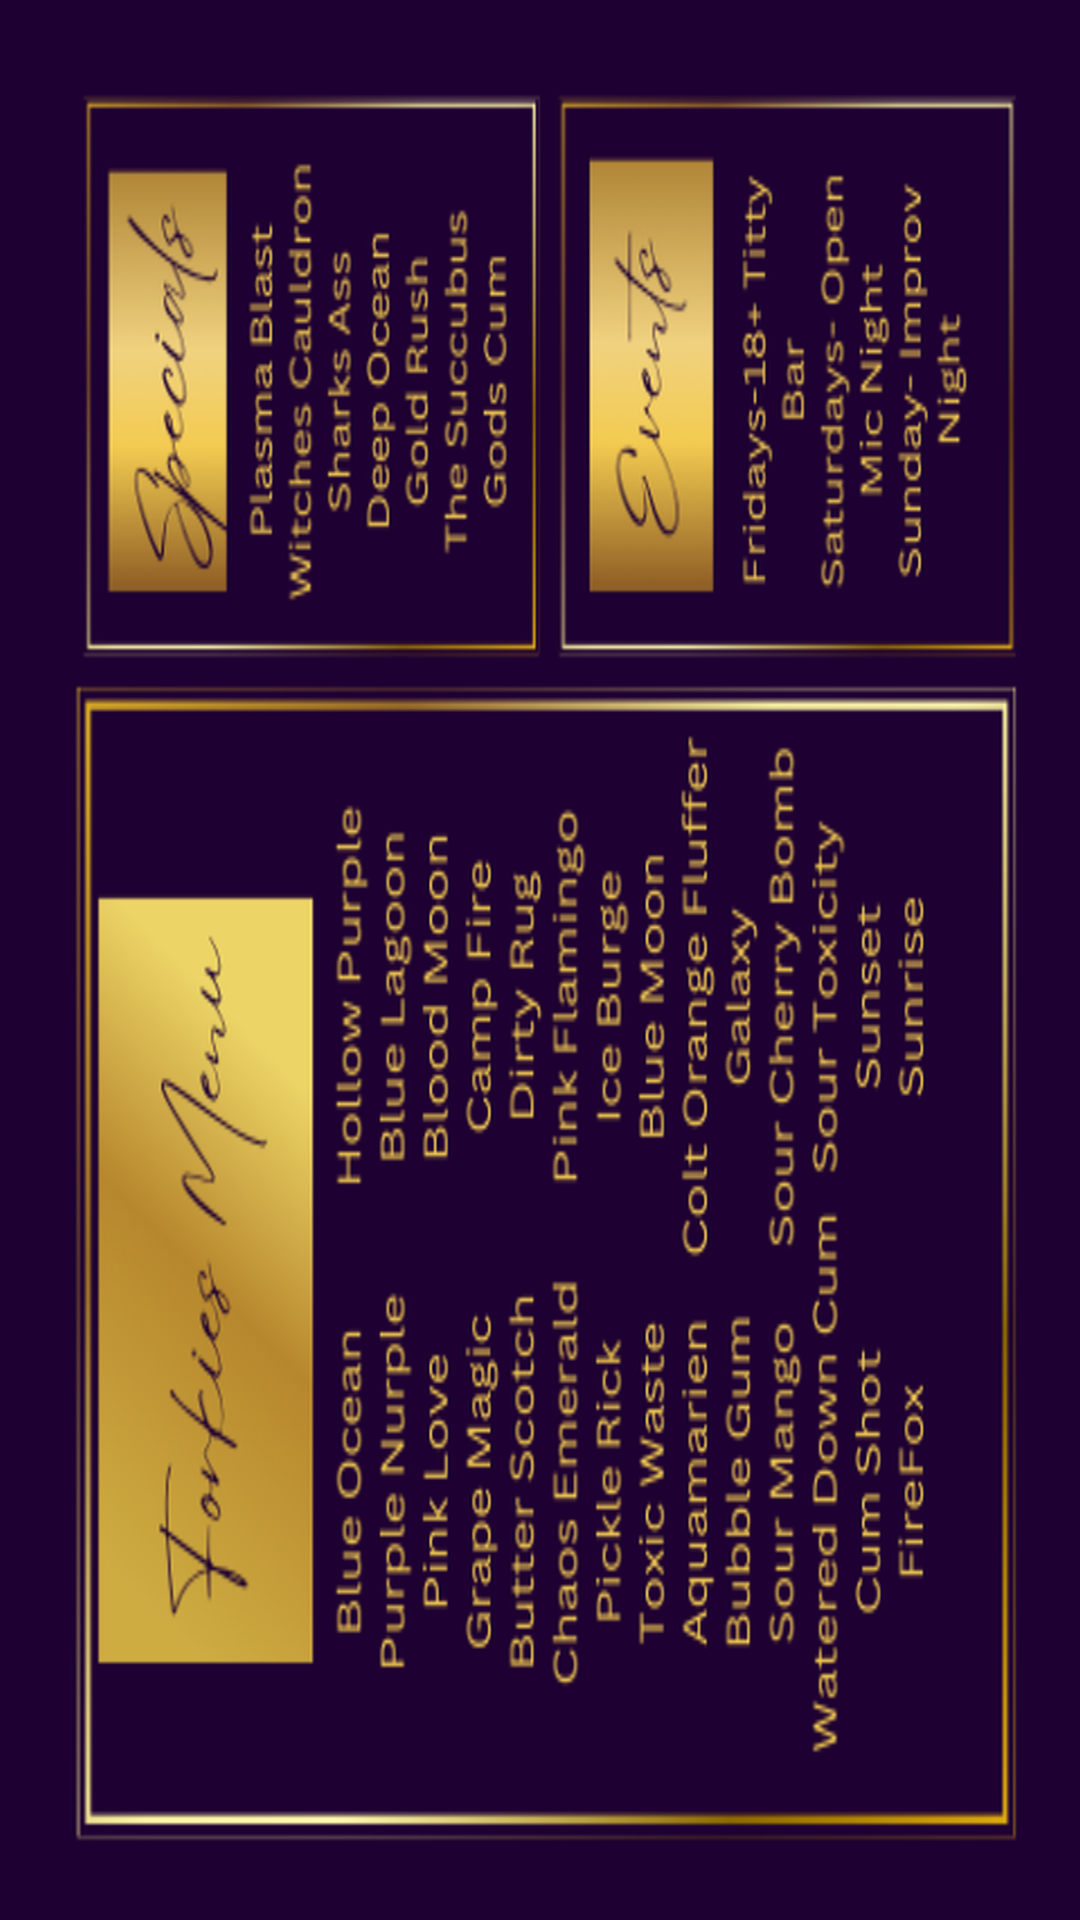 Forties Menu
Blue Ocean
Purple Nurple
Pink Love
Grape Magic
Butter Scotch
Chaos Emerald
Pickle Rick
Toxic Waste
Aquamarien
Bubble Gum
Sour Mango
Watered Down Cum
Cum Shot
FireFox
Hollow Purple
Blue Lagoon
Blood Moon
Camp Fire
Dirty Rug
Pink Flamingo
Ice Burge
Blue Moon
Colt Orange Fluffer
Galaxy
Sour Cherry Bomb
Sour Toxicity
Sunset
Sunrise
Specials
Plasma Blast
Witches Cauldron
Sharks Ass
Deep Ocean
Gold Rush
The Succubus
Gods Cum
Events
Fridays-18+ Titty
Bar
Saturdays- Open
Mic Night
Sunday- Improv
Night